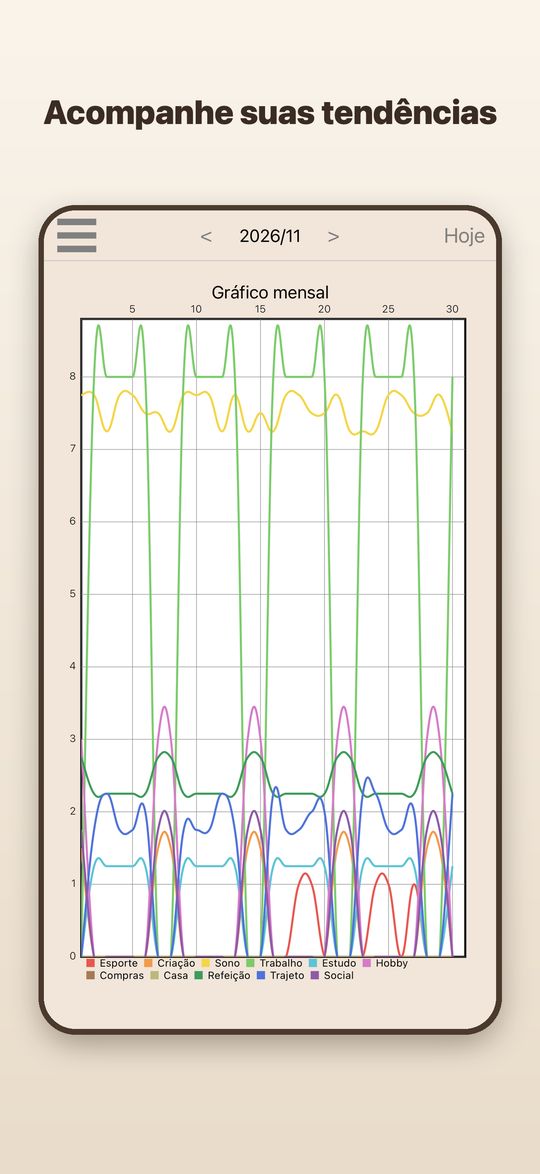 Acompanhe suas tendências
< 2026/11 > Hoje
Gráfico mensal
5 10 15 20 25 30
8
7
6
5
4
3
2
1
0
Esporte Criação Sono Trabalho Estudo Hobby
Compras Casa Refeição Trajeto Social